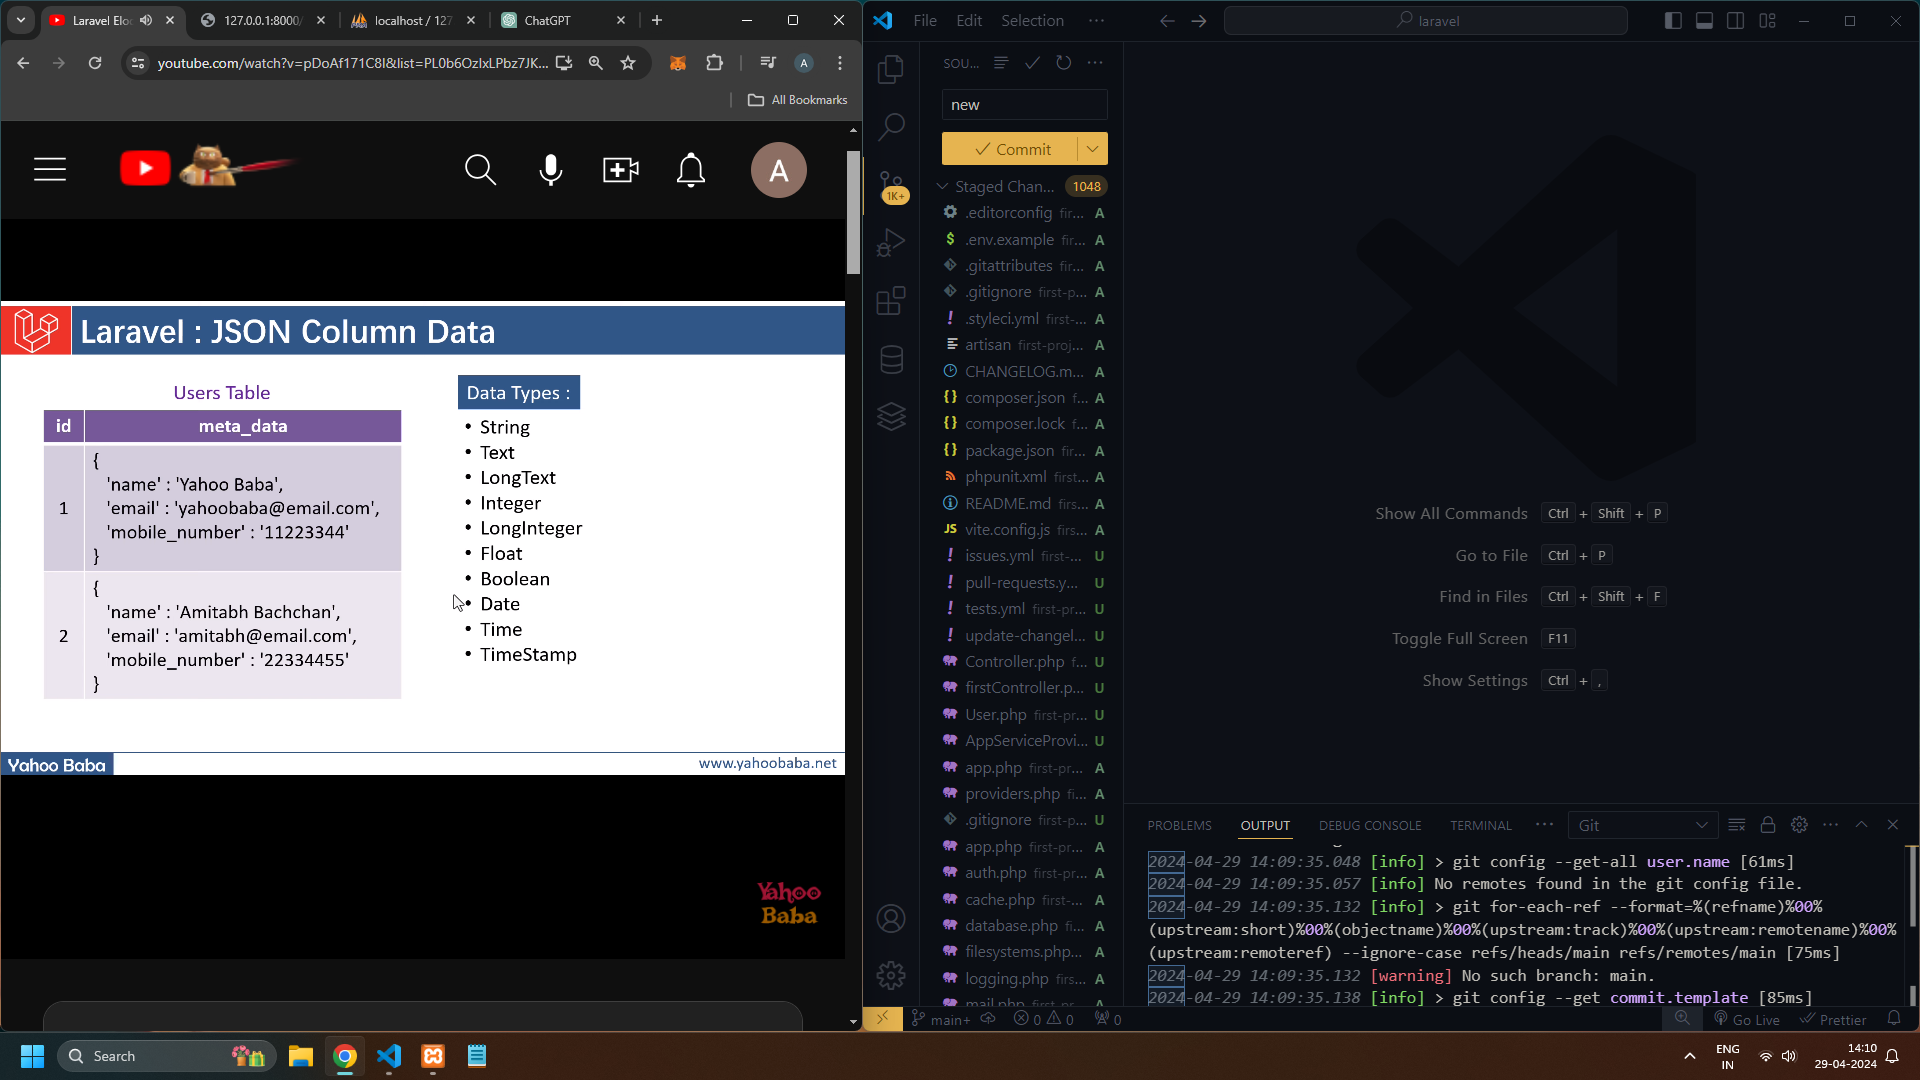 Laravel Eloc
127.0.0.1:8000/
localhost / 127
ChatGPT
youtube.com/watch?v=pDoAf171C8I&list=PL0b6OzIxLPbz7JK...
A
All Bookmarks
A
Laravel : JSON Column Data
Users Table
id
meta_data
1
{
'name' : 'Yahoo Baba',
'email' : 'yahoobaba@email.com',
'mobile_number' : '11223344'
}
2
{
'name' : 'Amitabh Bachchan',
'email' : 'amitabh@email.com',
'mobile_number' : '22334455'
}
Data Types :
• String
• Text
• LongText
• Integer
• LongInteger
• Float
• Boolean
• Date
• Time
• TimeStamp
Yahoo Baba
www.yahoobaba.net
Yahoo
Baba
File Edit Selection ···
laravel
SOU...
new
Commit
1K+
Staged Chan... 1048
.editorconfig fir... A
$ .env.example fir... A
.gitattributes fir... A
.gitignore first-p... A
! .styleci.yml first-... A
artisan first-proj... A
CHANGELOG.m... A
{} composer.json f... A
{} composer.lock f... A
{} package.json fir... A
phpunit.xml first... A
README.md first... A
JS vite.config.js firs... A
! issues.yml first-... U
! pull-requests.y... U
! tests.yml first-pr... U
! update-changel... U
Controller.php f... U
firstController.p... U
User.php first-pr... U
AppServiceProvi... U
app.php first-pr... A
providers.php fi... A
.gitignore first-p... U
app.php first-pr... A
auth.php first-pr... A
cache.php first-... A
database.php fi... A
filesystems.php... A
logging.php firs... A
mail.php first-pr... A
Show All Commands Ctrl + Shift + P
Go to File Ctrl + P
Find in Files Ctrl + Shift + F
Toggle Full Screen F11
Show Settings Ctrl + ,
PROBLEMS OUTPUT DEBUG CONSOLE TERMINAL ··· Git
2024-04-29 14:09:35.048 [info] > git config --get-all user.name [61ms]
2024-04-29 14:09:35.057 [info] No remotes found in the git config file.
2024-04-29 14:09:35.132 [info] > git for-each-ref --format=%(refname)%00%
(upstream:short)%00%(objectname)%00%(upstream:track)%00%(upstream:remotename)%00%
(upstream:remoteref) --ignore-case refs/heads/main refs/remotes/main [75ms]
2024-04-29 14:09:35.132 [warning] No such branch: main.
2024-04-29 14:09:35.138 [info] > git config --get commit.template [85ms]
main+ 0 0 0 Go Live Prettier
Search
ENG
IN
14:10
29-04-2024